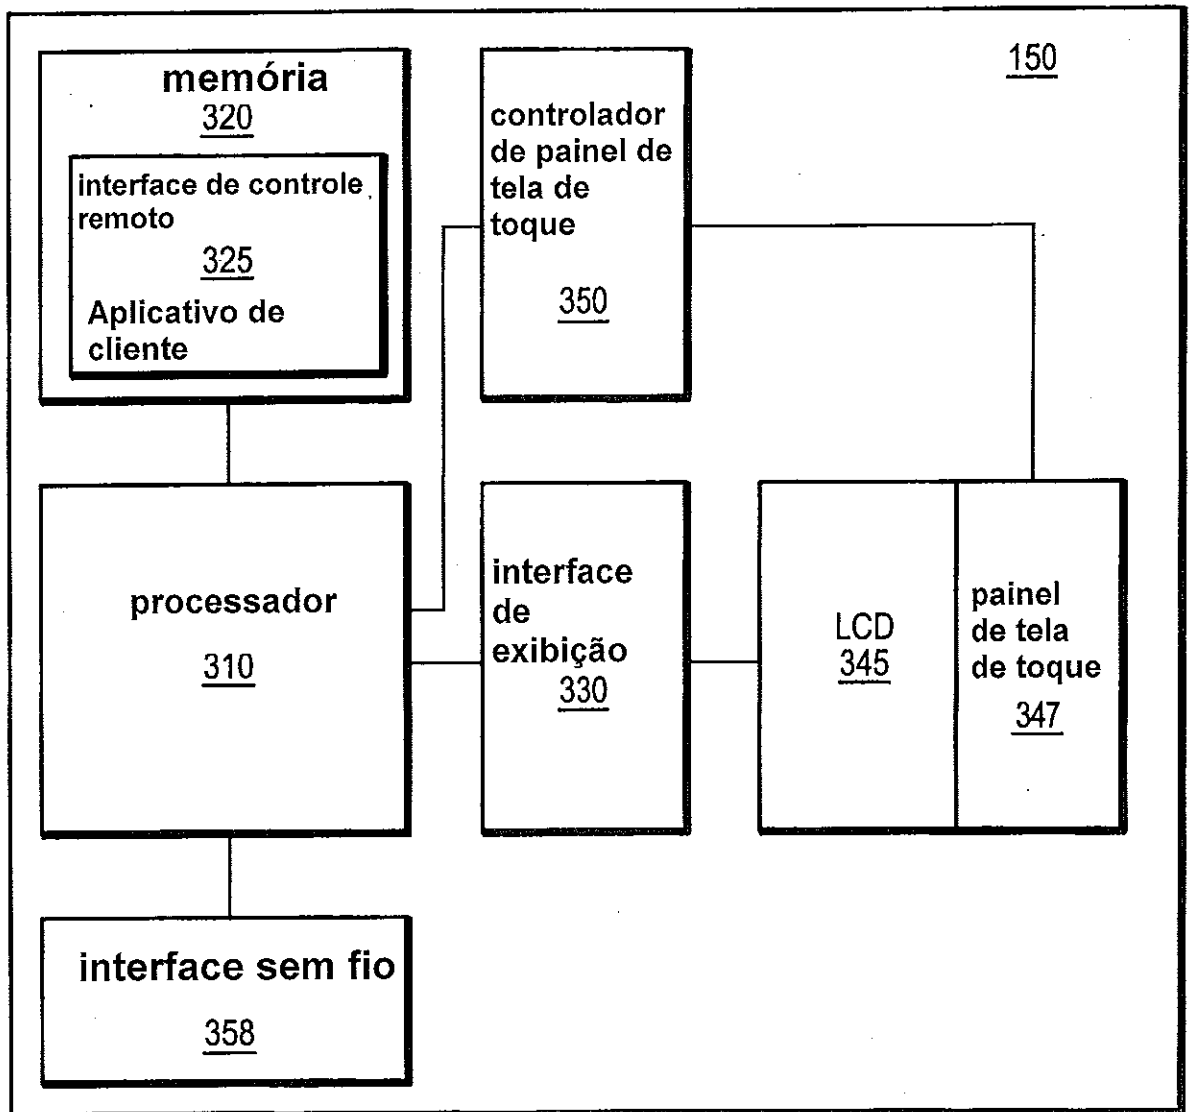 150
memória
320
interface de controle
remoto
325
Aplicativo de
cliente
controlador
de painel de
tela de
toque
350
processador
310
interface
de
exibição
330
LCD
345
painel
de tela
de toque
347
interface sem fio
358